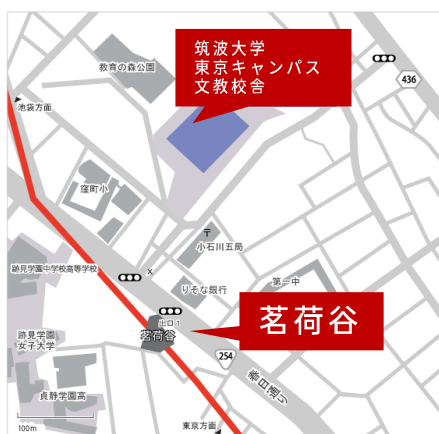 筑波大学
東京キャンパス
文教校舎
教育の森公園
436
池袋方面
窪町小
〒
小石川五局
跡見学園中学校高等学校
x
りそな銀行
第一中
出口1
茗荷谷
茗荷谷
跡見学園
女子大学
254
春日通り
貞静学園高
100m
東京方面